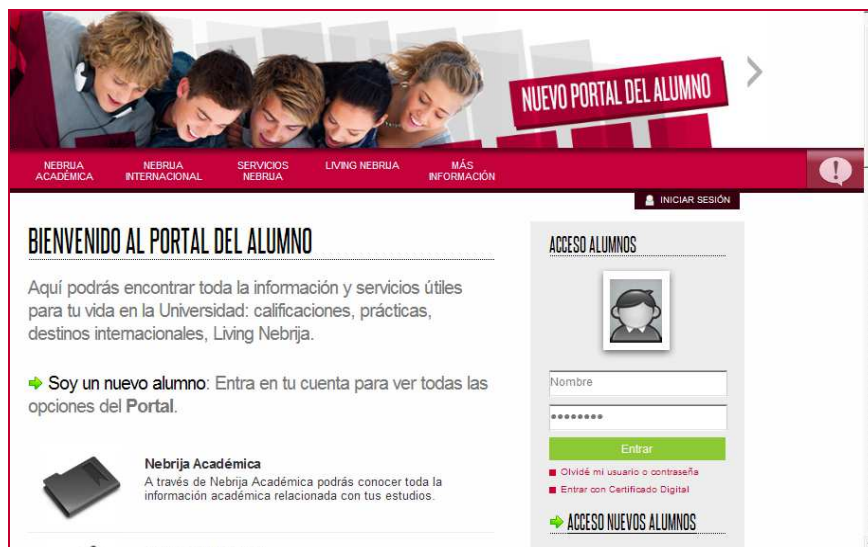 NUEVO PORTAL DEL ALUMNO
NEBRIJA ACADÉMICA
NEBRIJA INTERNACIONAL
SERVICIOS NEBRIJA
LIVING NEBRIJA
MÁS INFORMACIÓN
INICIAR SESIÓN
BIENVENIDO AL PORTAL DEL ALUMNO
Aquí podrás encontrar toda la información y servicios útiles
para tu vida en la Universidad: calificaciones, prácticas,
destinos internacionales, Living Nebrija.
Soy un nuevo alumno: Entra en tu cuenta para ver todas las
opciones del Portal.
Nebrija Académica
A través de Nebrija Académica podrás conocer toda la
información académica relacionada con tus estudios.
ACCESO ALUMNOS
Nombre
••••••••
Entrar
Olvidé mi usuario o contraseña
Entrar con Certificado Digital
ACCESO NUEVOS ALUMNOS